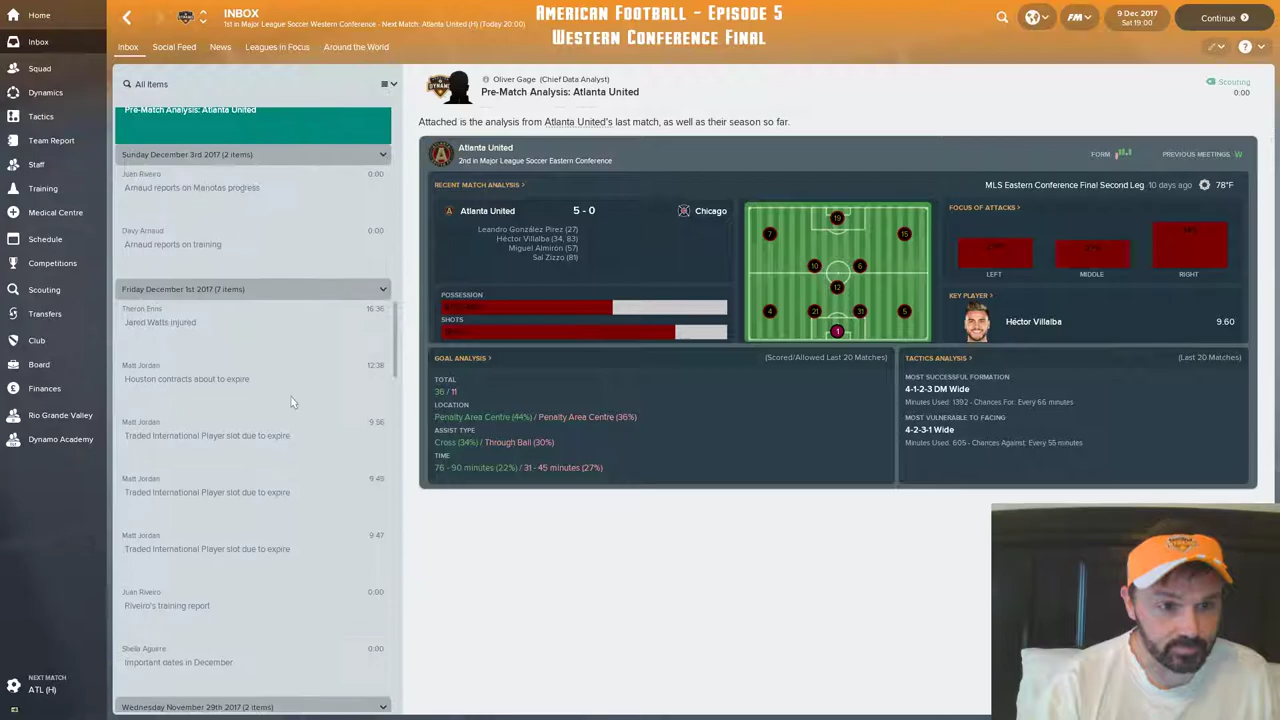 Home
INBOX
1st in Major League Soccer Western Conference - Next Match: Atlanta United (H) (Today 20:00)
American Football - Episode 5
Western Conference Final
FM
9 Dec 2017
Sat 19:00
Continue
Inbox
Squad
Dynamics
Tactics
Team Report
Staff
Training
Medical Centre
Schedule
Competitions
Scouting
Transfers
Club
Board
Finances
Rio Grande Valley
Dynamo Academy
NEXT MATCH
ATL (H)
Inbox
Social Feed
News
Leagues in Focus
Around the World
All Items
Pre-Match Analysis: Atlanta United
Sunday December 3rd 2017 (2 items)
Juan Riveiro 0:00
Arnaud reports on Manotas progress
Davy Arnaud 0:00
Arnaud reports on training
Friday December 1st 2017 (7 items)
Theron Enns 16:36
Jared Watts injured
Matt Jordan 12:38
Houston contracts about to expire
Matt Jordan 9:56
Traded International Player slot due to expire
Matt Jordan 9:49
Traded International Player slot due to expire
Matt Jordan 9:47
Traded International Player slot due to expire
Juan Riveiro 0:00
Riveiro's training report
Sheila Aguirre 0:00
Important dates in December
Wednesday November 29th 2017 (2 items)
Oliver Gage (Chief Data Analyst)
Pre-Match Analysis: Atlanta United
Scouting
0:00
Attached is the analysis from Atlanta United's last match, as well as their season so far.
Atlanta United
2nd in Major League Soccer Eastern Conference
FORM
PREVIOUS MEETINGS W
RECENT MATCH ANALYSIS >
MLS Eastern Conference Final Second Leg 10 days ago 78°F
Atlanta United 5 - 0 Chicago
Leandro González Pirez (27)
Héctor Villalba (34, 83)
Miguel Almirón (57)
Sal Zizzo (81)
POSSESSION
SHOTS
19
7
15
10
6
12
4
21
31
5
1
FOCUS OF ATTACKS >
27%
LEFT
MIDDLE
RIGHT
KEY PLAYER >
Héctor Villalba 9.60
GOAL ANALYSIS > (Scored/Allowed Last 20 Matches)
TOTAL
36 / 11
LOCATION
Penalty Area Centre (44%) / Penalty Area Centre (36%)
ASSIST TYPE
Cross (34%) / Through Ball (30%)
TIME
76 - 90 minutes (22%) / 31 - 45 minutes (27%)
TACTICS ANALYSIS > (Last 20 Matches)
MOST SUCCESSFUL FORMATION
4-1-2-3 DM Wide
Minutes Used: 1392 - Chances For: Every 66 minutes
MOST VULNERABLE TO FACING
4-2-3-1 Wide
Minutes Used: 605 - Chances Against: Every 55 minutes